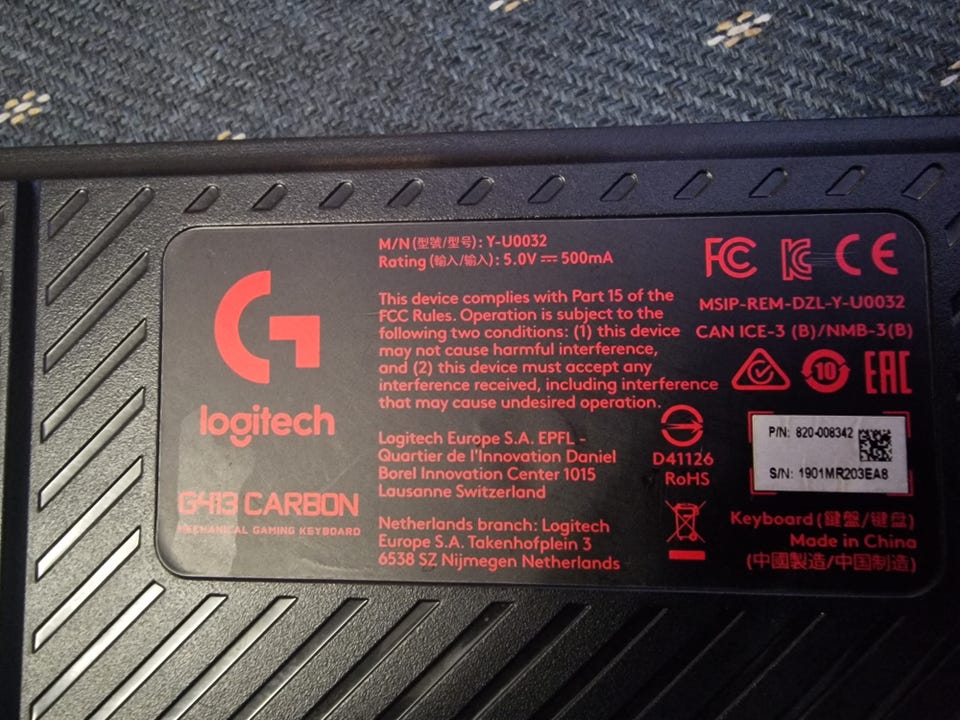 M/N (型號/型号) : Y-U0032
Rating (輸入/输入) : 5.0V ⎓ 500mA
This device complies with Part 15 of the
FCC Rules. Operation is subject to the
following two conditions: (1) this device
may not cause harmful interference,
and (2) this device must accept any
interference received, including interference
that may cause undesired operation.
Logitech Europe S.A. EPFL -
Quartier de l'Innovation Daniel
Borel Innovation Center 1015
Lausanne Switzerland
Netherlands branch: Logitech
Europe S.A. Takenhofplein 3
6538 SZ Nijmegen Netherlands
G
logitech
G413 CARBON
MECHANICAL GAMING KEYBOARD
FC CE
MSIP-REM-DZL-Y-U0032
CAN ICE-3 (B)/NMB-3(B)
10 EAC
D41126
RoHS
P/N: 820-008342
S/N: 1901MR203EA8
Keyboard (鍵盤/键盘)
Made in China
(中國製造/中国制造)